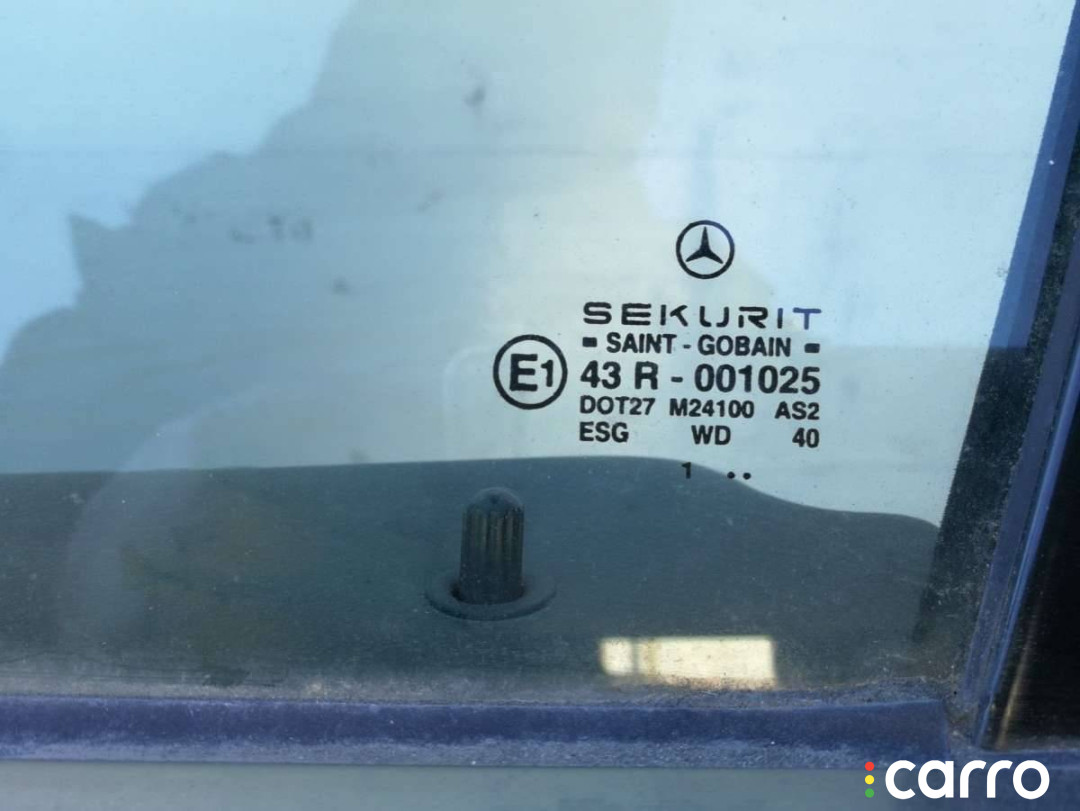 SEKURIT
SAINT - GOBAIN
E1
43 R - 001025
DOT27 M24100 AS2
ESG WD 40
1 ..
carro